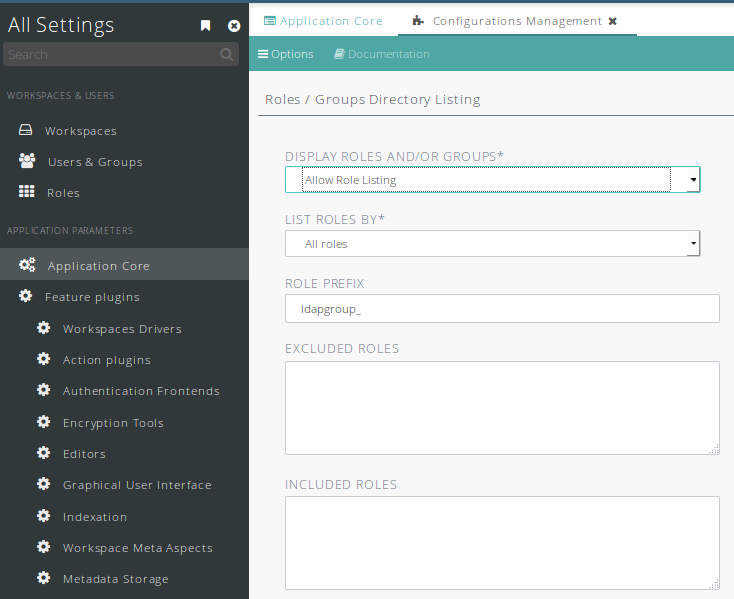 All Settings
Search
WORKSPACES & USERS
Workspaces
Users & Groups
Roles
APPLICATION PARAMETERS
Application Core
Feature plugins
Workspaces Drivers
Action plugins
Authentication Frontends
Encryption Tools
Editors
Graphical User Interface
Indexation
Workspace Meta Aspects
Metadata Storage
Application Core
Configurations Management
Options
Documentation
Roles / Groups Directory Listing
DISPLAY ROLES AND/OR GROUPS*
Allow Role Listing
LIST ROLES BY*
All roles
ROLE PREFIX
ldapgroup_
EXCLUDED ROLES
INCLUDED ROLES